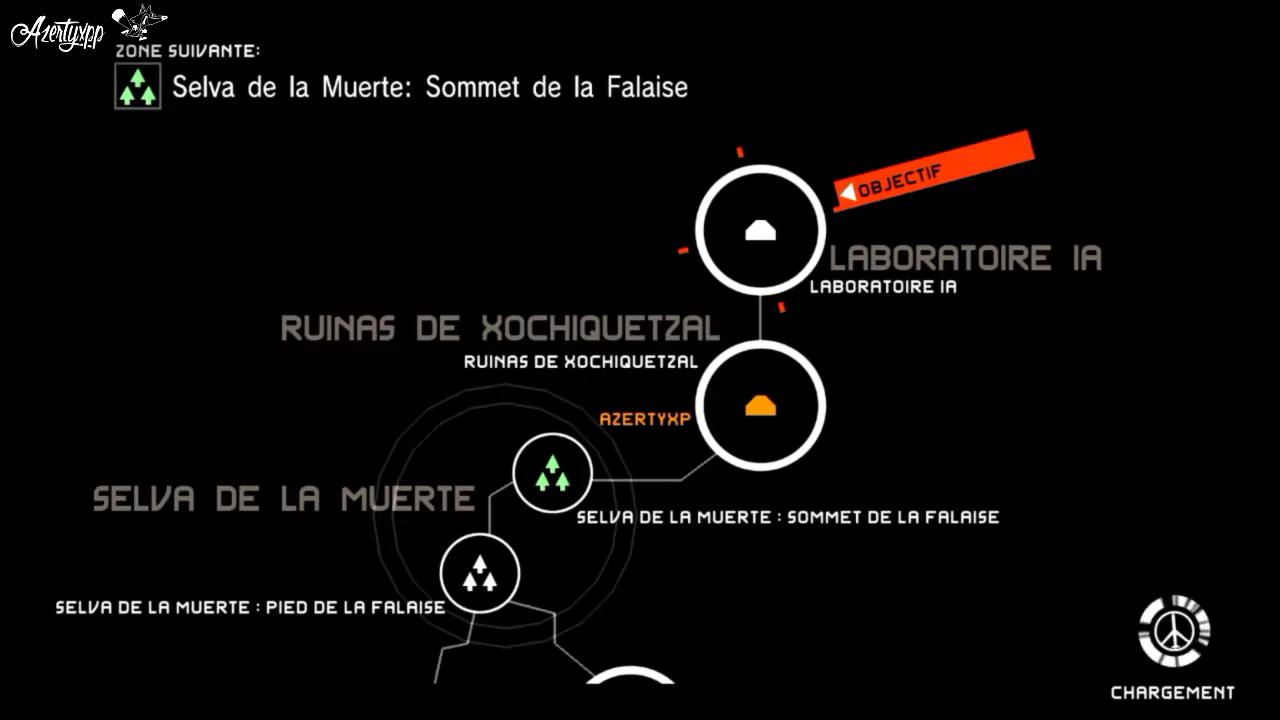 Azertyxpp
ZONE SUIVANTE:
Selva de la Muerte: Sommet de la Falaise
OBJECTIF
LABORATOIRE IA
LABORATOIRE IA
RUINAS DE XOCHIQUETZAL
RUINAS DE XOCHIQUETZAL
AZERTYXP
SELVA DE LA MUERTE
SELVA DE LA MUERTE : SOMMET DE LA FALAISE
SELVA DE LA MUERTE : PIED DE LA FALAISE
CHARGEMENT